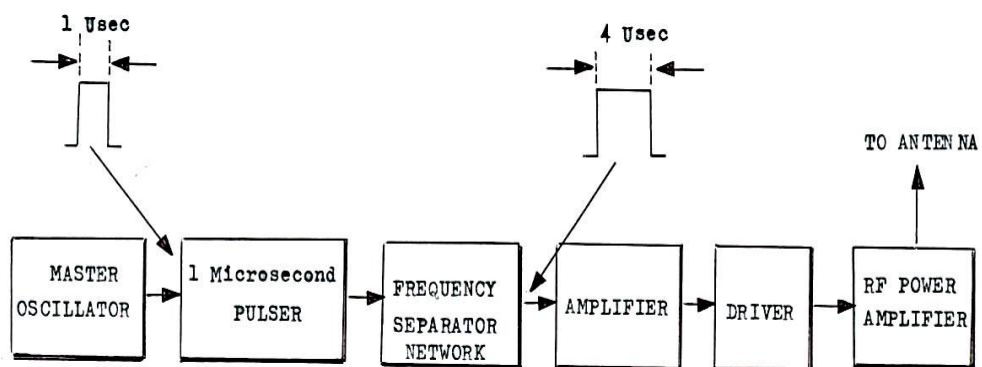 1 Usec
4 Usec
TO ANTENNA
MASTER
OSCILLATOR
1 Microsecond
PULSER
FREQUENCY
SEPARATOR
NETWORK
AMPLIFIER
DRIVER
RF POWER
AMPLIFIER